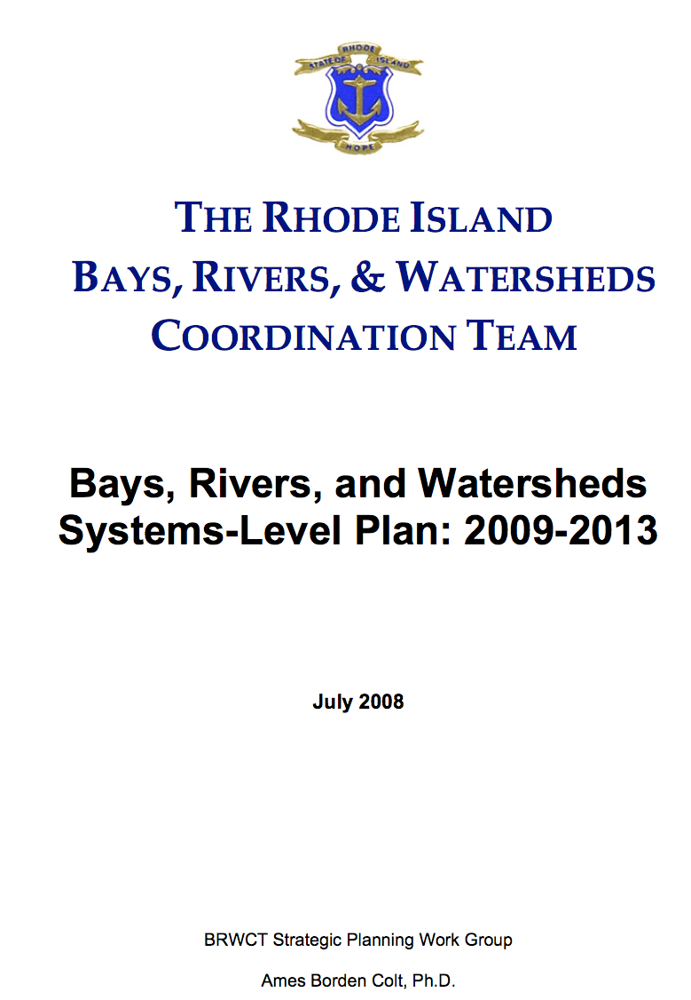 RHODE
STATE OF ISLAND
HOPE
THE RHODE ISLAND
BAYS, RIVERS, & WATERSHEDS
COORDINATION TEAM
Bays, Rivers, and Watersheds
Systems-Level Plan: 2009-2013
July 2008
BRWCT Strategic Planning Work Group
Ames Borden Colt, Ph.D.